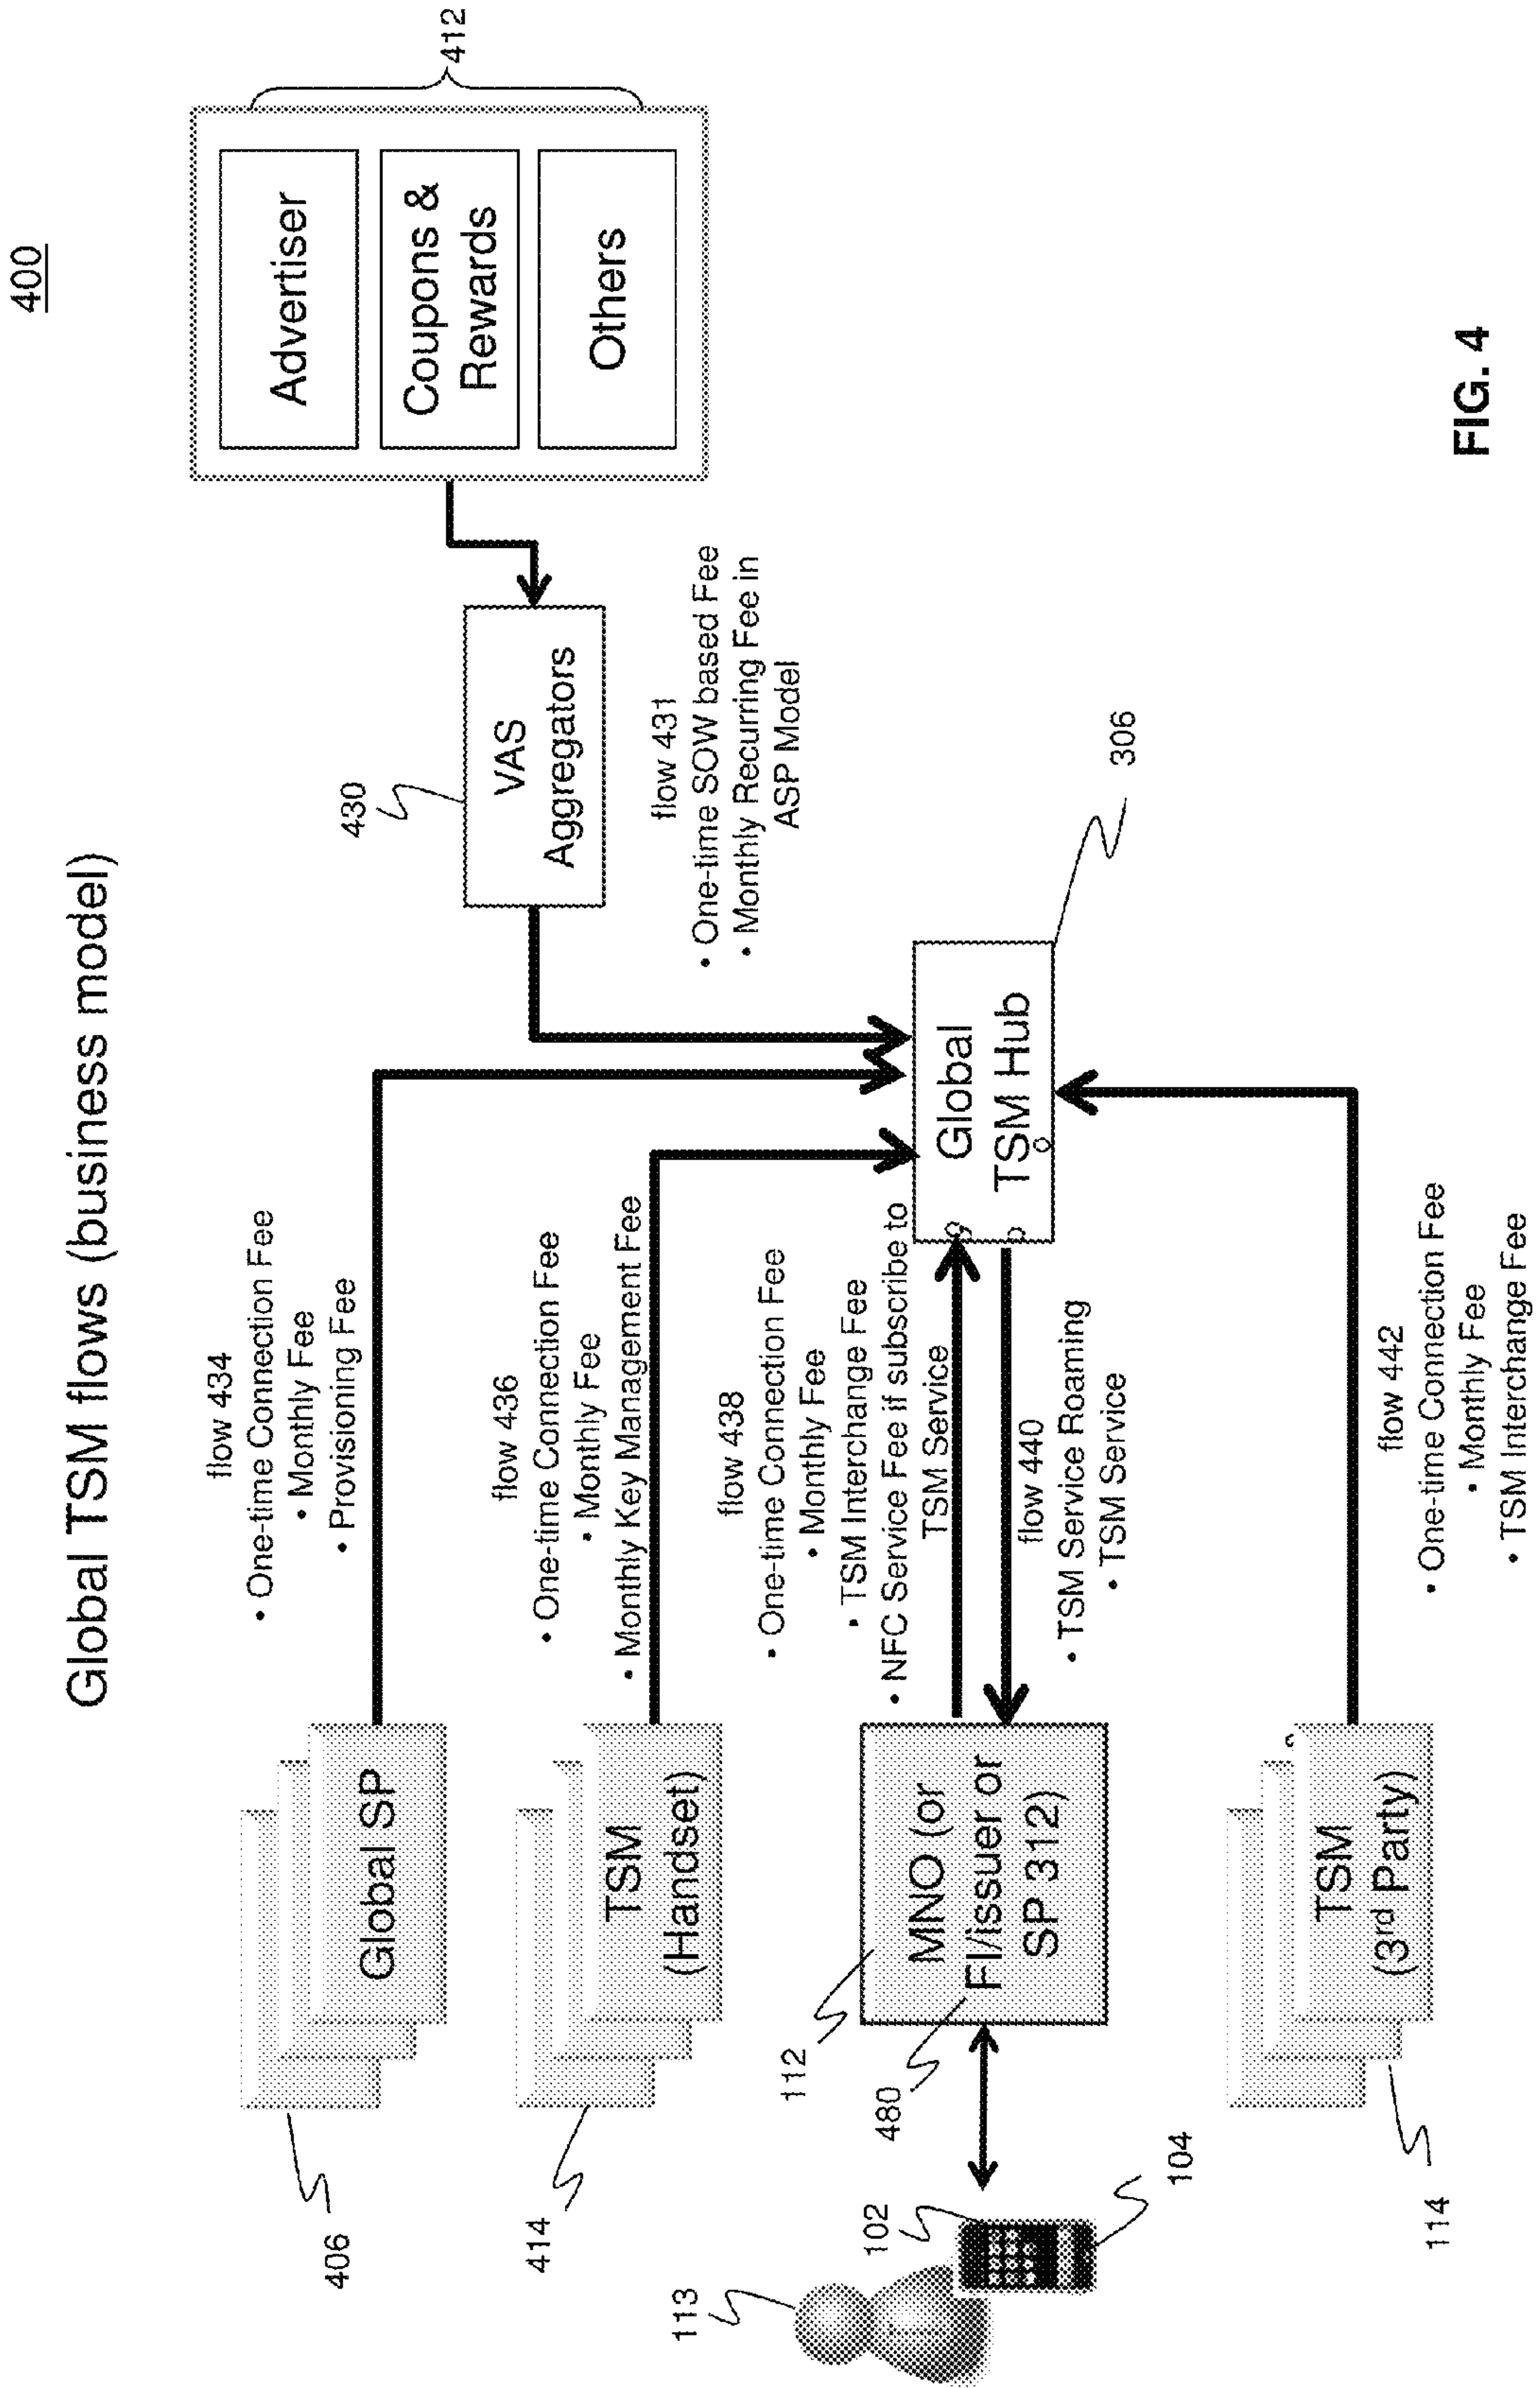 400
Global TSM flows (business model)
412
Advertiser
Coupons &
Rewards
Others
430
VAS
Aggregators
flow 431
• One-time SOW based Fee
• Monthly Recurring Fee in
ASP Model
306
Global
TSM Hub
flow 434
• One-time Connection Fee
• Monthly Fee
• Provisioning Fee
flow 436
• One-time Connection Fee
• Monthly Fee
• Monthly Key Management Fee
flow 438
• One-time Connection Fee
• Monthly Fee
• TSM Interchange Fee
• NFC Service Fee if subscribe to
TSM Service
flow 440
• TSM Service Roaming
• TSM Service
flow 442
• One-time Connection Fee
• Monthly Fee
• TSM Interchange Fee
Global SP
406
TSM
(Handset)
414
MNO (or
FI/issuer or
SP 312)
112
480
TSM
(3rd Party)
114
113
102
104
FIG. 4